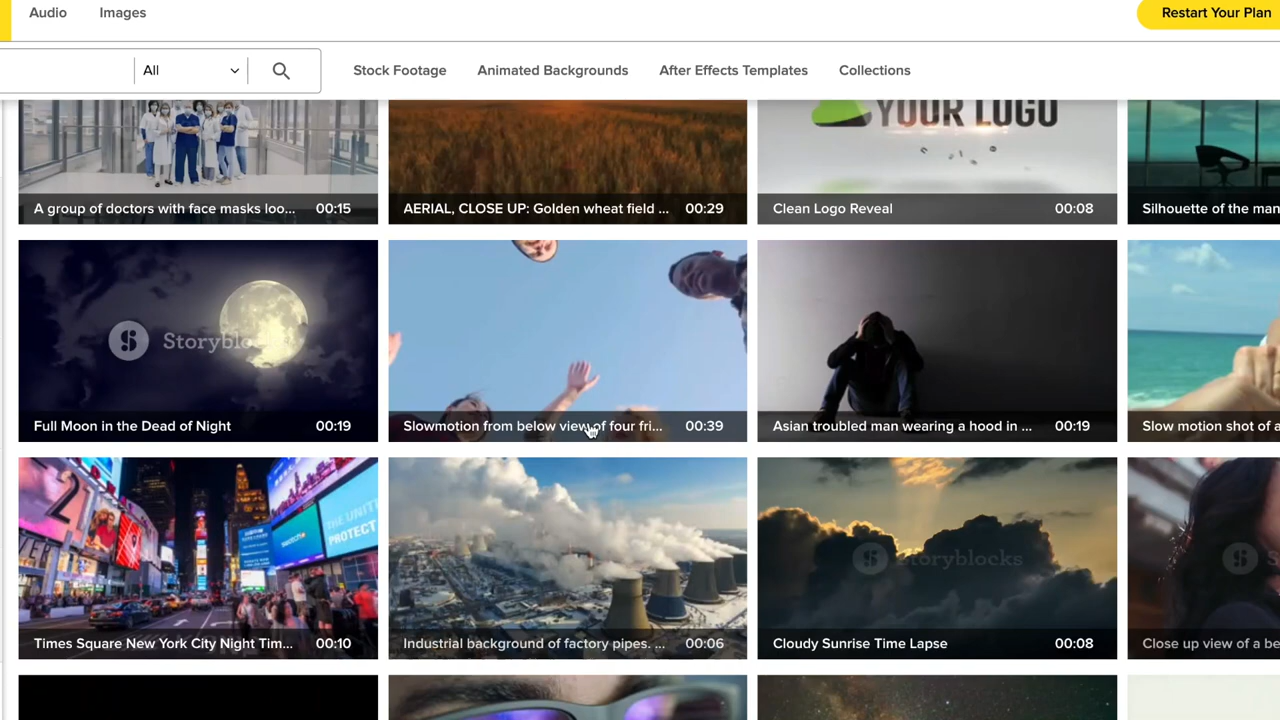 Audio Images Restart Your Plan
All Stock Footage Animated Backgrounds After Effects Templates Collections
YOUR LOGO
A group of doctors with face masks loo... 00:15
AERIAL, CLOSE UP: Golden wheat field ... 00:29
Clean Logo Reveal 00:08
Silhouette of the man
Storyblo
Full Moon in the Dead of Night 00:19
Slowmotion from below view of four fri... 00:39
Asian troubled man wearing a hood in ... 00:19
Slow motion shot of a
swatch
THE UNIT
PROTECT
Storyblocks
Times Square New York City Night Tim... 00:10
Industrial background of factory pipes. ... 00:06
Cloudy Sunrise Time Lapse 00:08
Close up view of a be